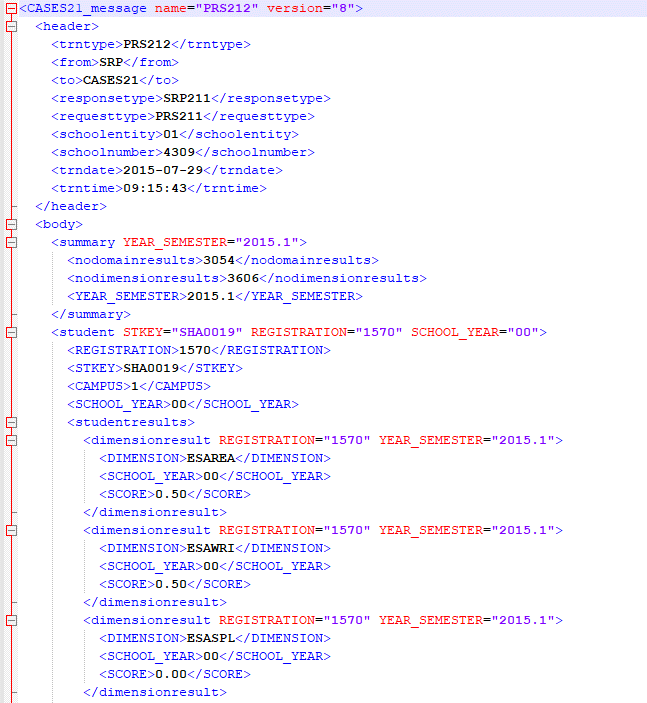 <CASES21_message name="PRS212" version="8">
<header>
<trntype>PRS212</trntype>
<from>SRP</from>
<to>CASES21</to>
<responsetype>SRP211</responsetype>
<requesttype>PRS211</requesttype>
<schoolentity>01</schoolentity>
<schoolnumber>4309</schoolnumber>
<trndate>2015-07-29</trndate>
<trntime>09:15:43</trntime>
</header>
<body>
<summary YEAR_SEMESTER="2015.1">
<nodomainresults>3054</nodomainresults>
<nodimensionresults>3606</nodimensionresults>
<YEAR_SEMESTER>2015.1</YEAR_SEMESTER>
</summary>
<student STKEY="SHA0019" REGISTRATION="1570" SCHOOL_YEAR="00">
<REGISTRATION>1570</REGISTRATION>
<STKEY>SHA0019</STKEY>
<CAMPUS>1</CAMPUS>
<SCHOOL_YEAR>00</SCHOOL_YEAR>
<studentresults>
<dimensionresult REGISTRATION="1570" YEAR_SEMESTER="2015.1">
<DIMENSION>ESAREA</DIMENSION>
<SCHOOL_YEAR>00</SCHOOL_YEAR>
<SCORE>0.50</SCORE>
</dimensionresult>
<dimensionresult REGISTRATION="1570" YEAR_SEMESTER="2015.1">
<DIMENSION>ESAWRI</DIMENSION>
<SCHOOL_YEAR>00</SCHOOL_YEAR>
<SCORE>0.50</SCORE>
</dimensionresult>
<dimensionresult REGISTRATION="1570" YEAR_SEMESTER="2015.1">
<DIMENSION>ESASPL</DIMENSION>
<SCHOOL_YEAR>00</SCHOOL_YEAR>
<SCORE>0.00</SCORE>
</dimensionresult>